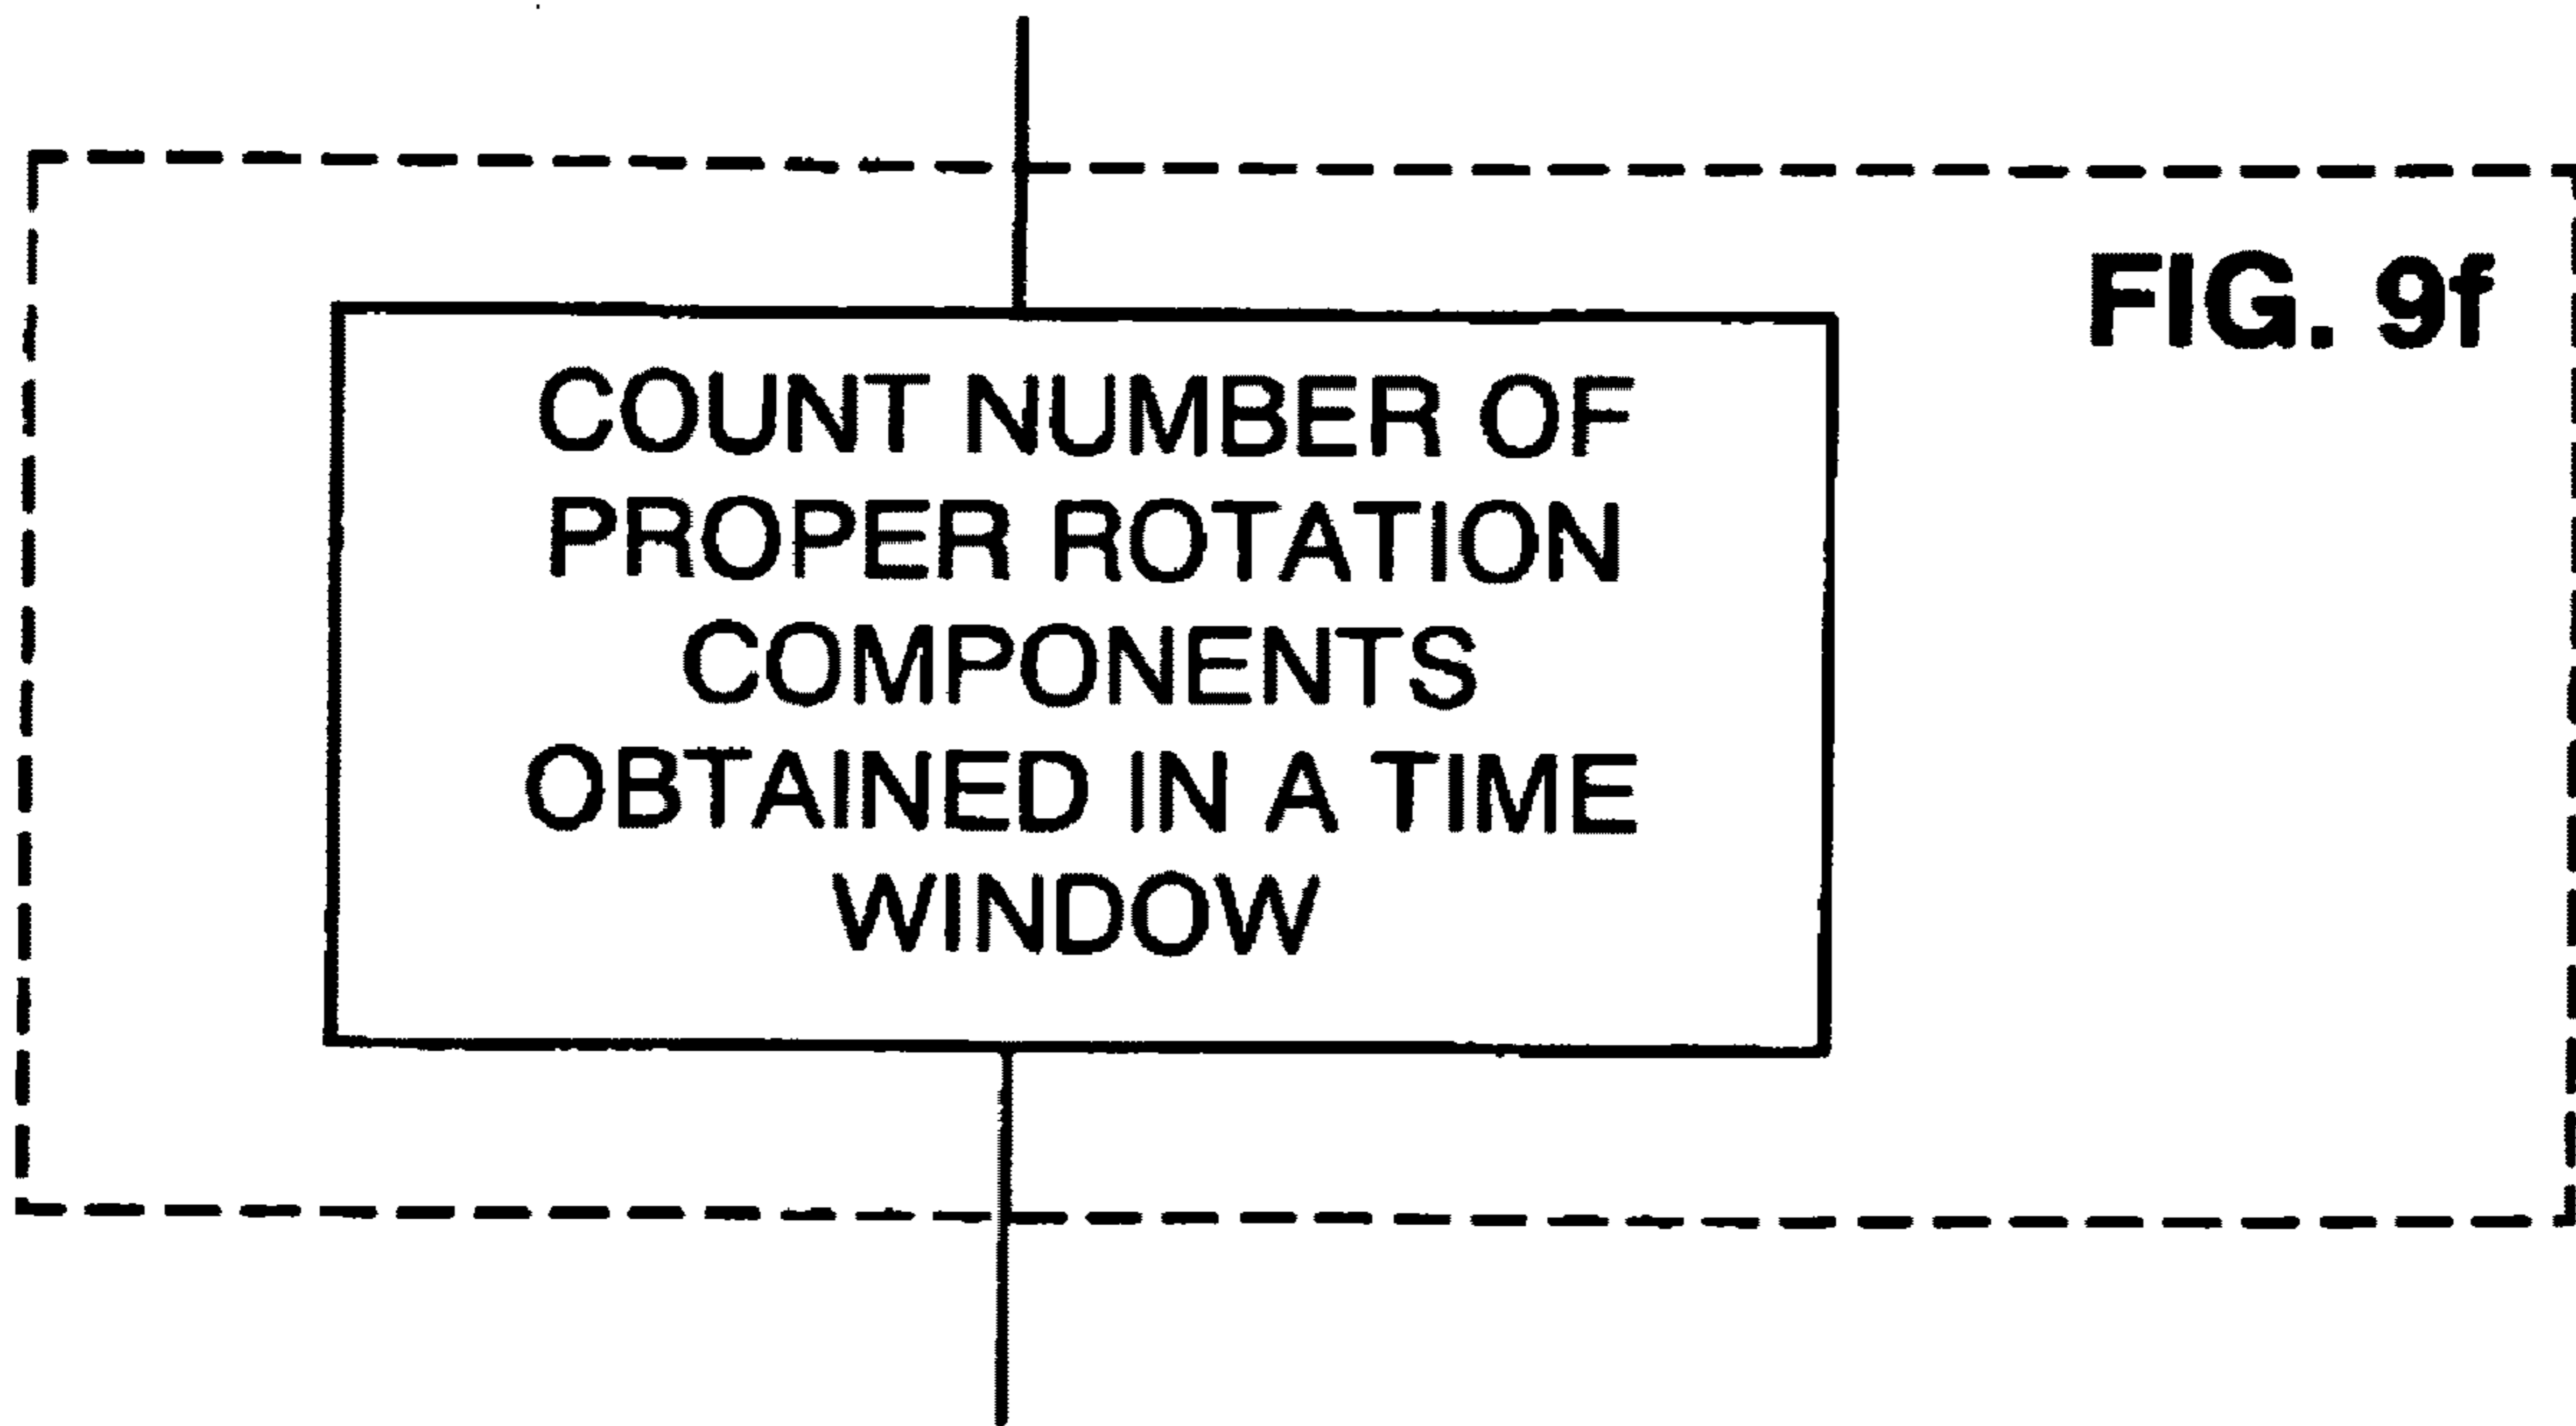 FIG. 9f
COUNT NUMBER OF
PROPER ROTATION
COMPONENTS
OBTAINED IN A TIME
WINDOW